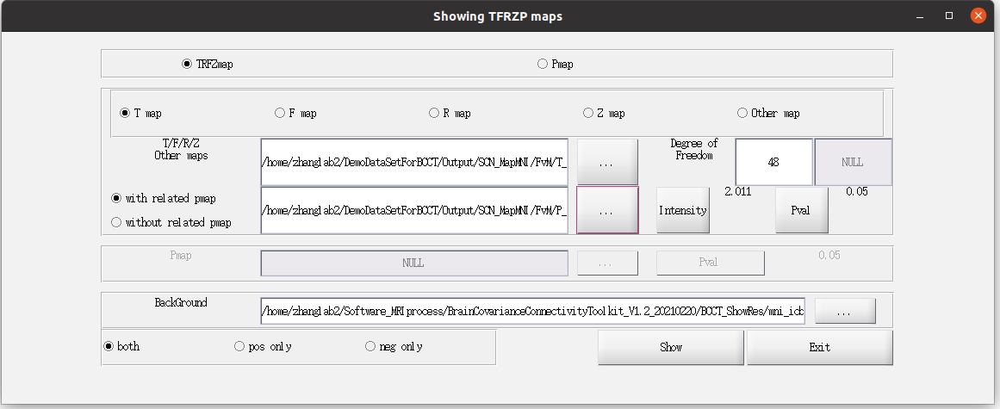 Showing TFRZP maps
TRFZmap Pmap
T map F map R map Z map Other map
T/F/R/Z
Other maps
/home/zhanglab2/DemoDataSetForBCCT/Output/SCN_MapMNI/FvM/T_
...
Degree of
Freedom
48
NULL
with related pmap
without related pmap
/home/zhanglab2/DemoDataSetForBCCT/Output/SCN_MapMNI/FvM/P_
...
Intensity
2.011
Pval
0.05
Pmap
NULL
...
Pval
0.05
BackGround
/home/zhanglab2/Software_MRIprocess/BrainCovarianceConnectivityToolkit_V1.2_20210220/BCCT_ShowRes/mni_icb
...
both pos only neg only
Show
Exit